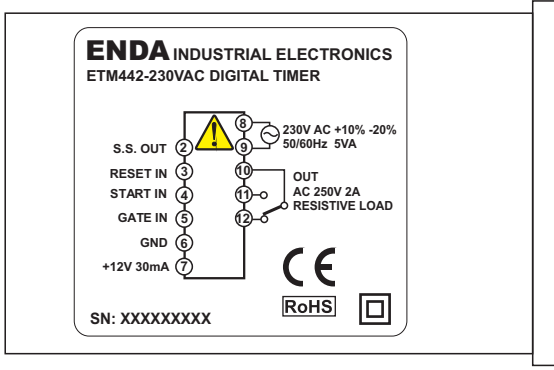 ENDA INDUSTRIAL ELECTRONICS
ETM442-230VAC DIGITAL TIMER
8
230V AC +10% -20%
S.S. OUT 2
9
50/60Hz 5VA
RESET IN 3
10
OUT
START IN 4
11
AC 250V 2A
GATE IN 5
12
RESISTIVE LOAD
GND 6
+12V 30mA 7
CE
RoHS
SN: XXXXXXXXX